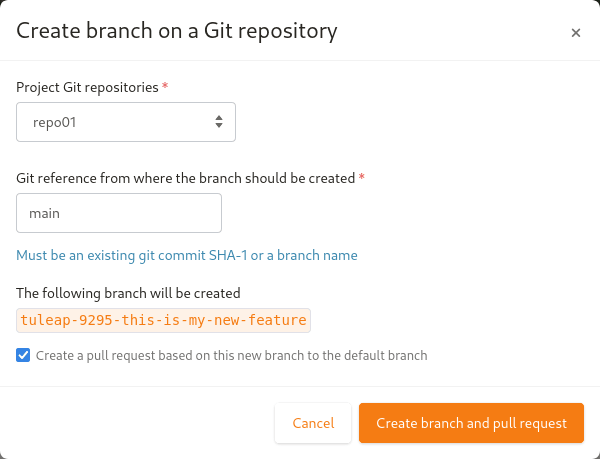 Create branch on a Git repository
×
Project Git repositories *
repo01
Git reference from where the branch should be created *
main
Must be an existing git commit SHA-1 or a branch name
The following branch will be created
tuleap-9295-this-is-my-new-feature
Create a pull request based on this new branch to the default branch
Cancel
Create branch and pull request